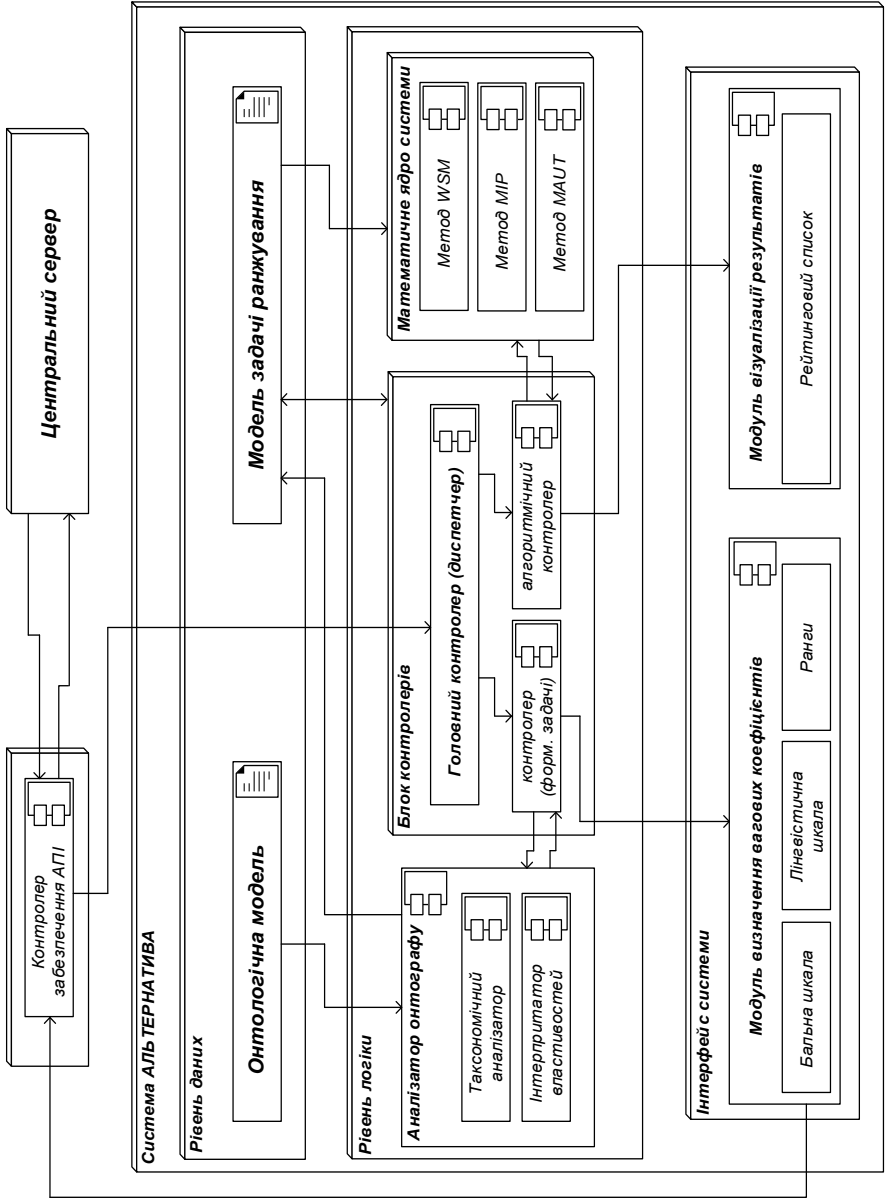 Контролер
забезпечення АПІ
Центральний сервер
Система АЛЬТЕРНАТИВА
Рівень даних
Онтологічна модель
Модель задачі ранжування
Рівень логіки
Аналізатор онтографу
Таксономічний
аналізатор
Інтерпритатор
властивостей
Блок контролерів
Головний контролер (диспетчер)
контролер
(форм. задачі)
алгоритмічний
контролер
Математичне ядро системи
Метод WSM
Метод MIP
Метод MAUT
Інтерфейс системи
Модуль визначення вагових коефіцієнтів
Бальна шкала
Лінгвістична
шкала
Ранги
Модуль візуалізації результатів
Рейтинговий список